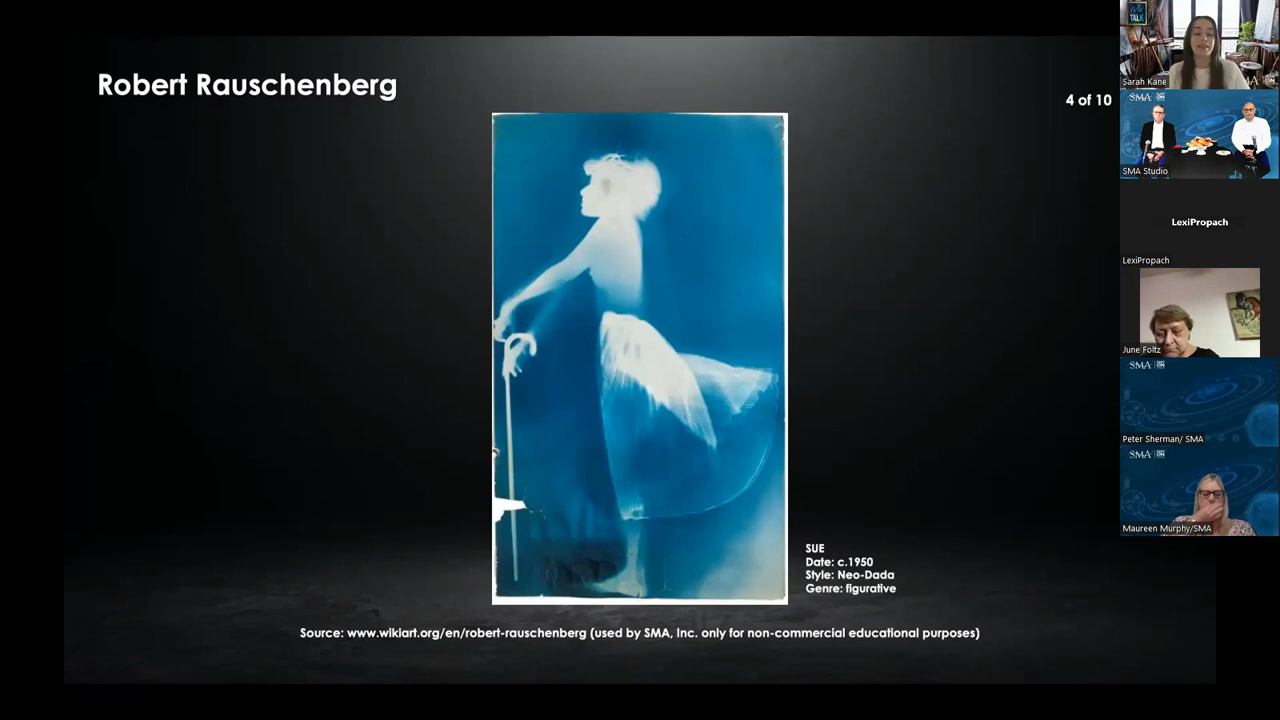 Robert Rauschenberg
4 of 10
SUE
Date: c.1950
Style: Neo-Dada
Genre: figurative
Source: www.wikiart.org/en/robert-rauschenberg (used by SMA, Inc. only for non-commercial educational purposes)
TALK
Sarah Kane
SMA
SMA Studio
LexiPropach
LexiPropach
June Foltz
SMA
Peter Sherman/ SMA
SMA
Maureen Murphy/SMA